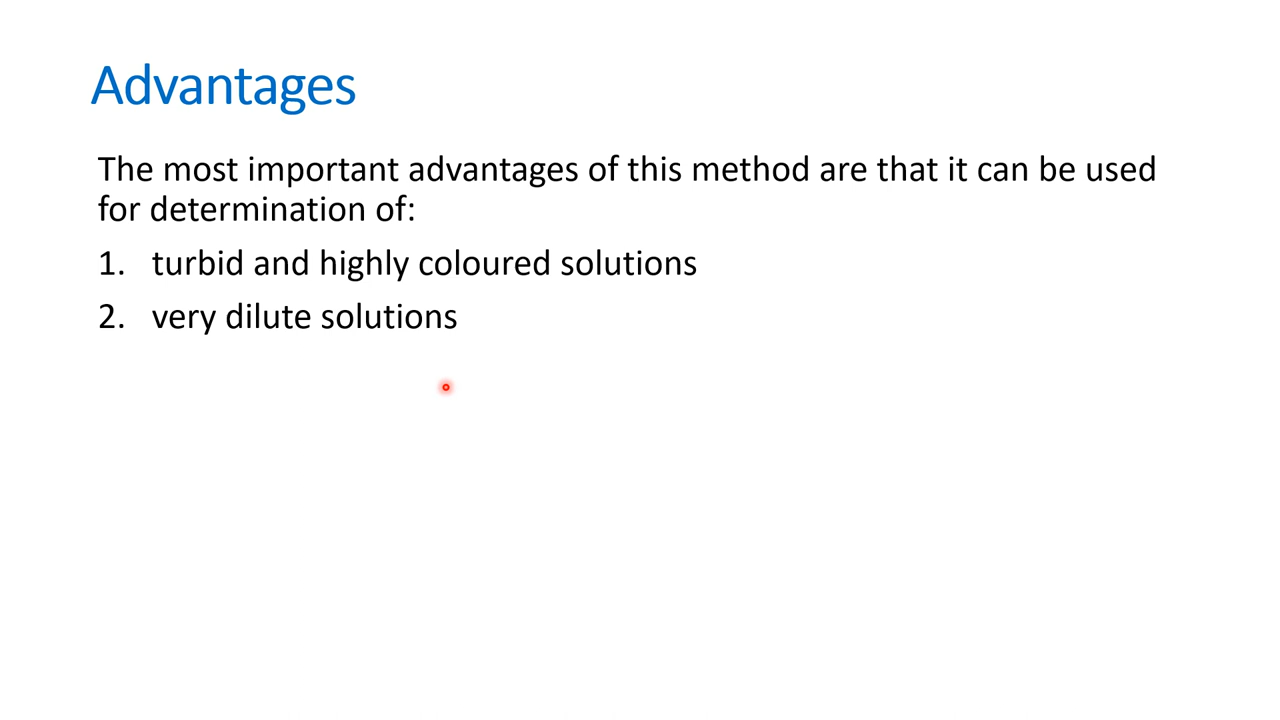 Advantages
The most important advantages of this method are that it can be used
for determination of:
1. turbid and highly coloured solutions
2. very dilute solutions